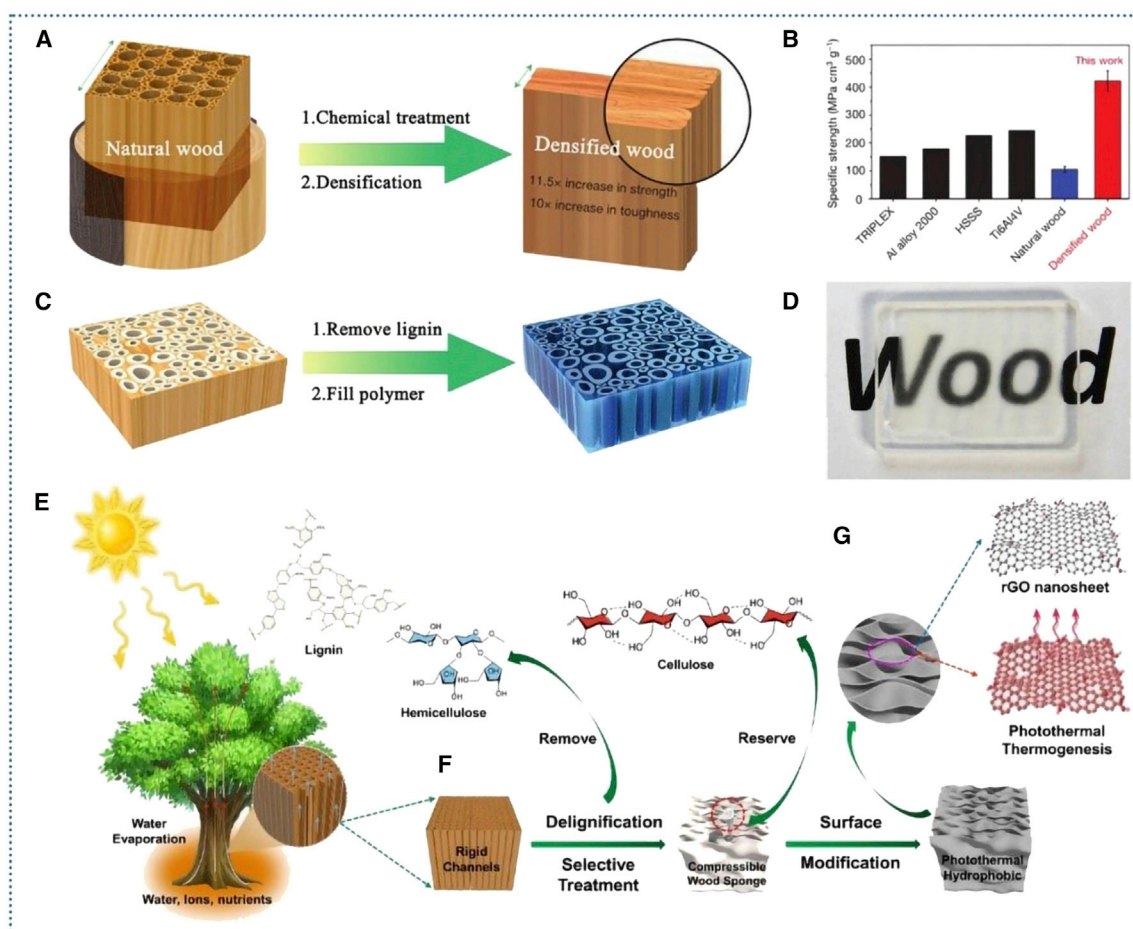 A
Natural wood
1.Chemical treatment
2.Densification
Densified wood
11.5× increase in strength
10× increase in toughness
B
Specific strength (MPa cm³ g⁻¹)
500
400
300
200
100
0
This work
TRIPLEX
Al alloy 2000
HSSS
Ti6Al4V
Natural wood
Densified wood
C
1.Remove lignin
2.Fill polymer
D
Wood
E
Lignin
Hemicellulose
Cellulose
Water
Evaporation
Water, Ions, nutrients
Remove
Reserve
F
Rigid
Channels
Delignification
Selective
Treatment
Compressible
Wood Sponge
Surface
Modification
Photothermal
Hydrophobic
G
rGO nanosheet
Photothermal
Thermogenesis